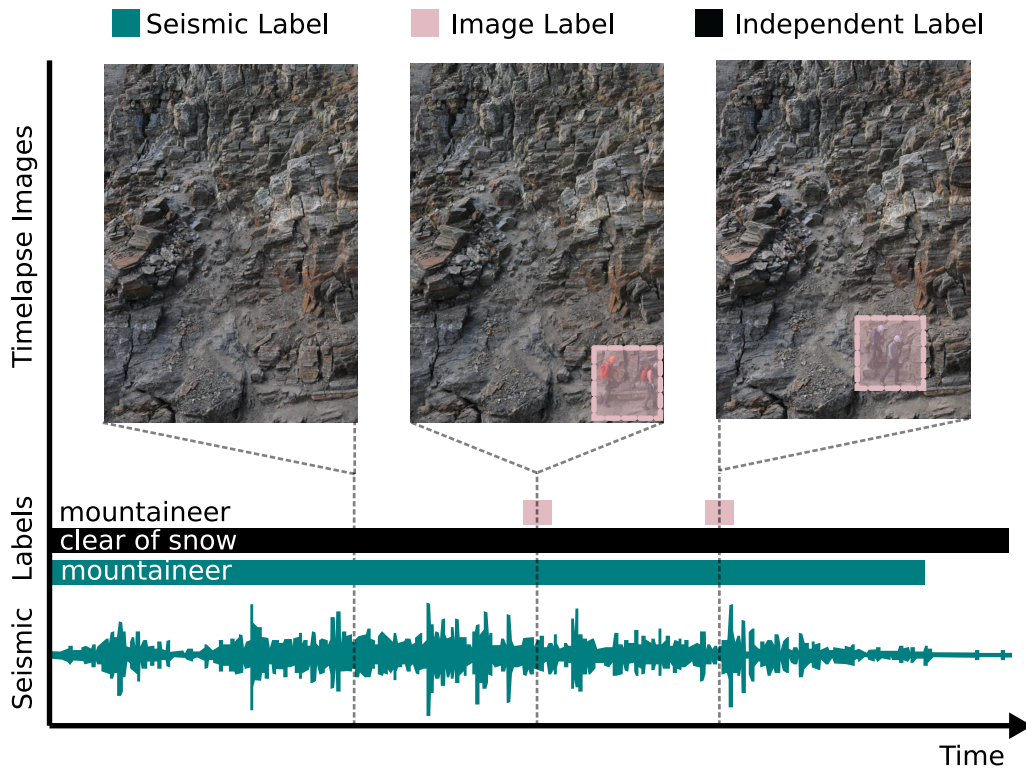 Seismic Label
Image Label
Independent Label
Timelapse Images
Labels
mountaineer
clear of snow
mountaineer
Seismic
Time